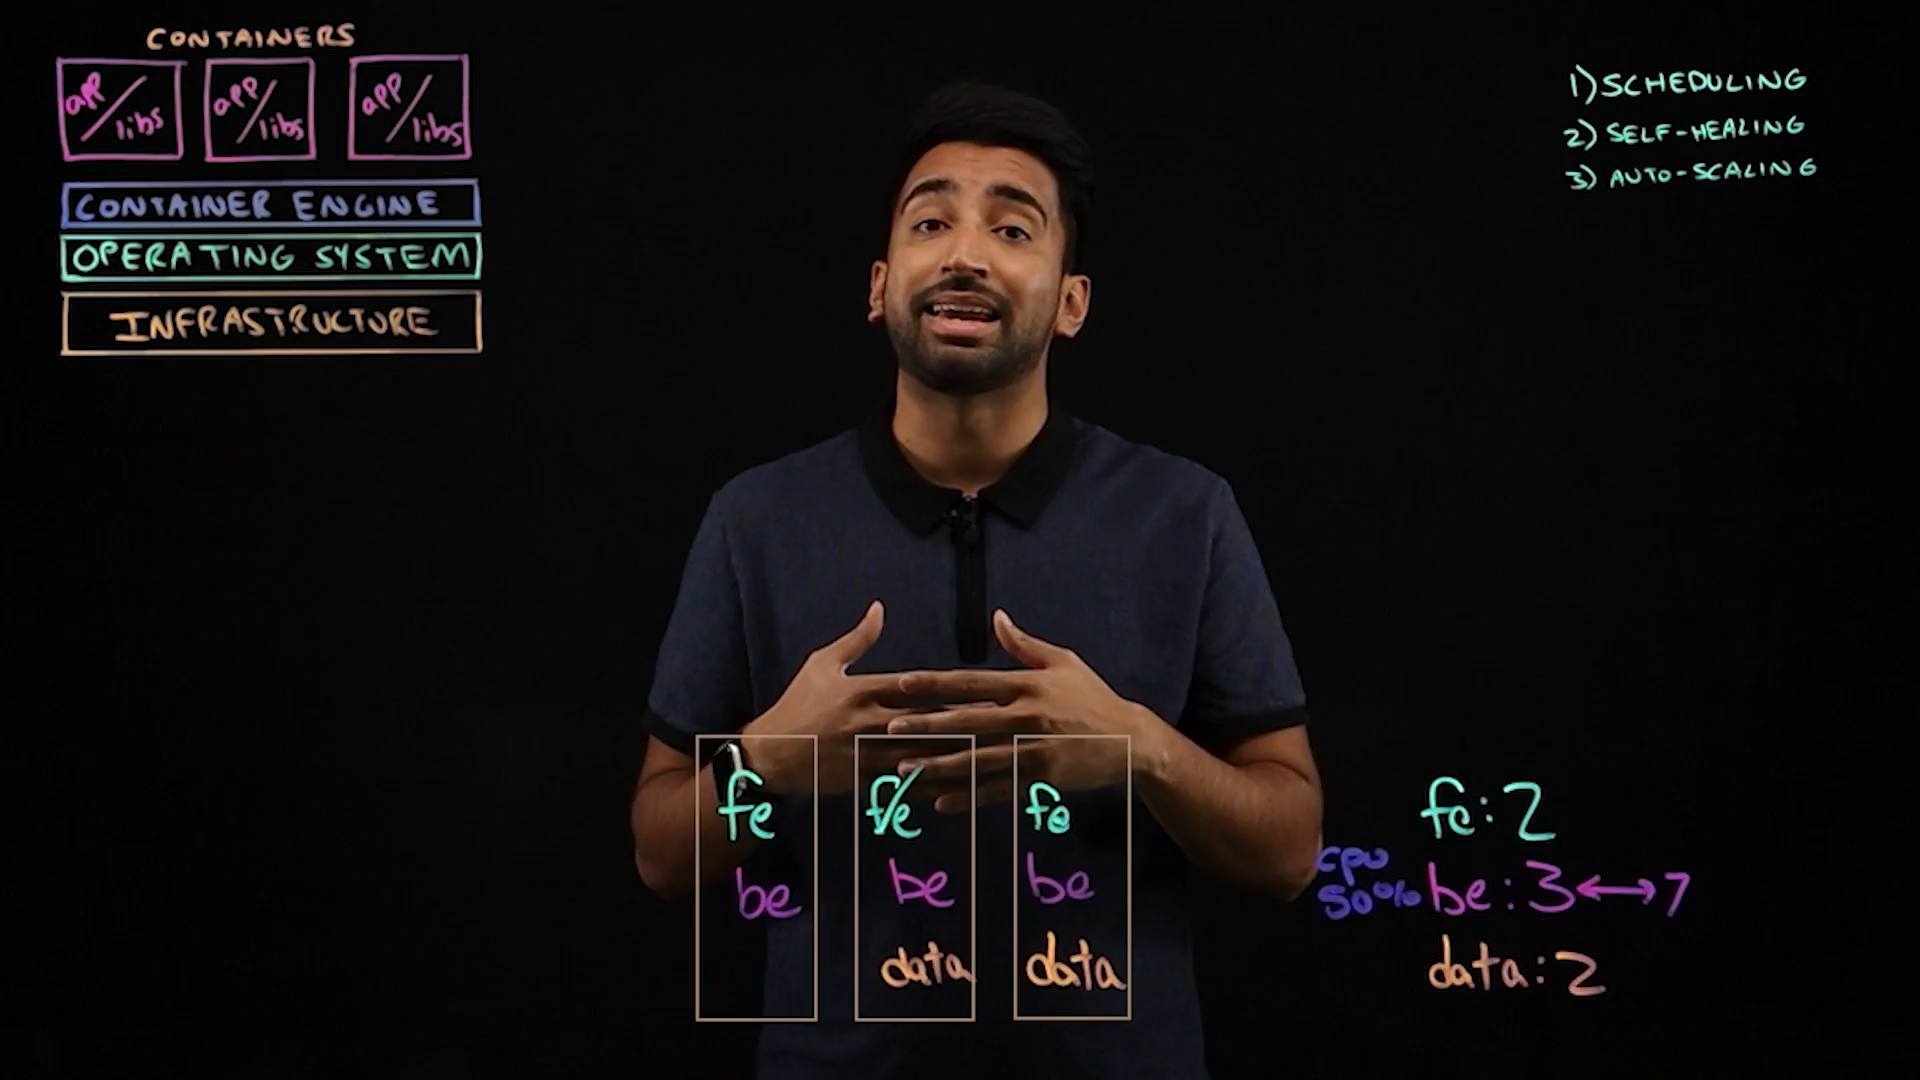 CONTAINERS
app/libs app/libs app/libs
CONTAINER ENGINE
OPERATING SYSTEM
INFRASTRUCTURE
1) SCHEDULING
2) SELF-HEALING
3) AUTO-SCALING
fe
be
fe
be
data
fe
be
data
fe: 2
cpu
50%
be: 3 ↔ 7
data: 2